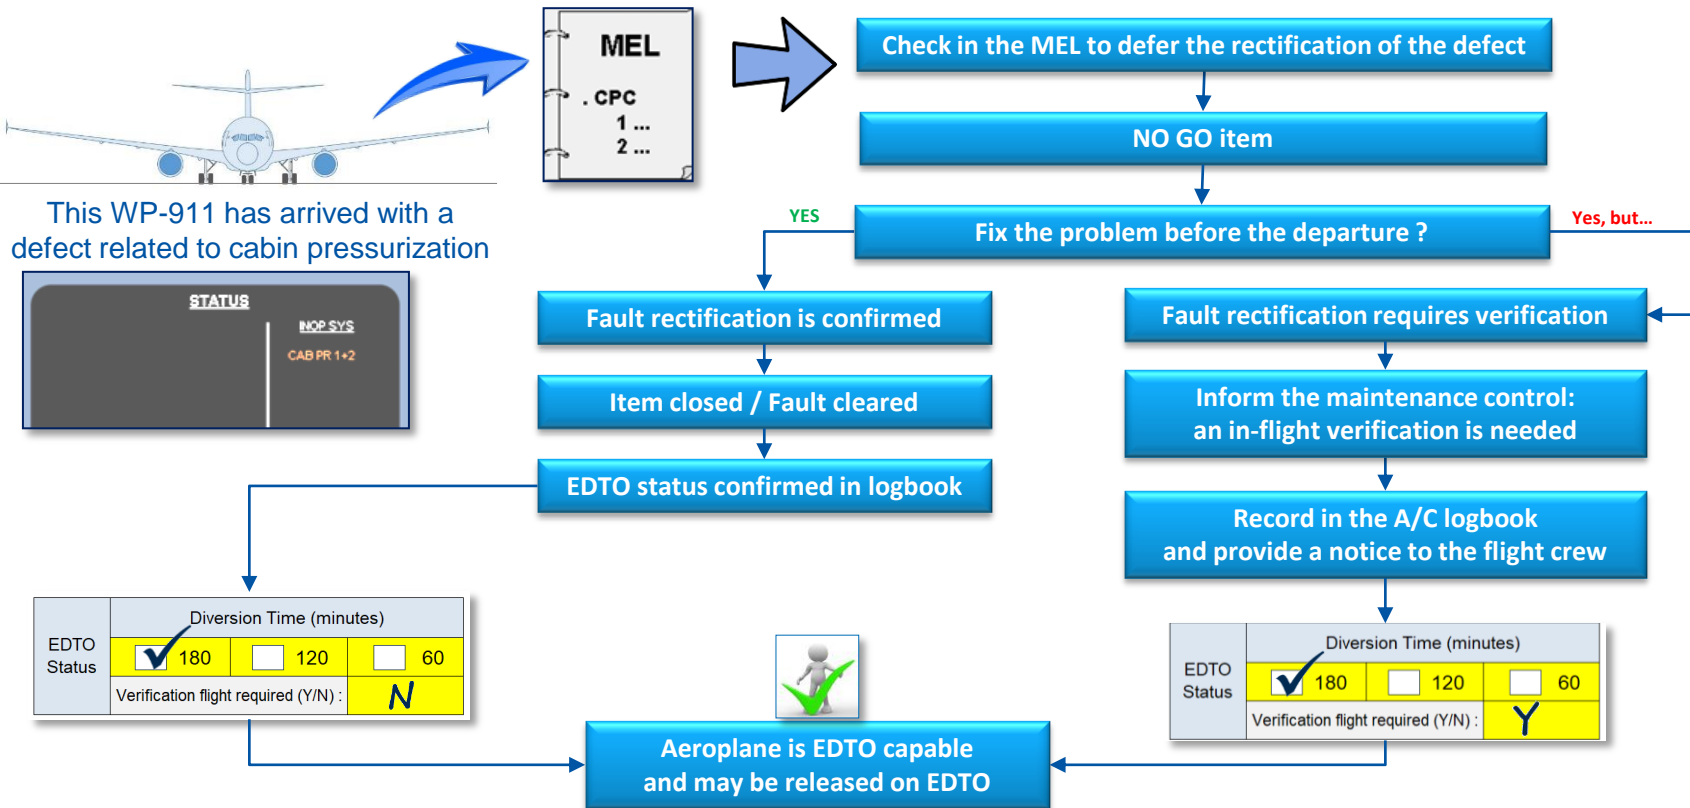 MEL
. CPC
1 ...
2 ...
Check in the MEL to defer the rectification of the defect
NO GO item
This WP-911 has arrived with a
defect related to cabin pressurization
YES
Fix the problem before the departure ?
Yes, but...
STATUS
INOP SYS
CAB PR 1+2
Fault rectification is confirmed
Item closed / Fault cleared
EDTO status confirmed in logbook
Fault rectification requires verification
Inform the maintenance control:
an in-flight verification is needed
Record in the A/C logbook
and provide a notice to the flight crew
EDTO
Status
Diversion Time (minutes)
180
120
60
Verification flight required (Y/N) :
N
EDTO
Status
Diversion Time (minutes)
180
120
60
Verification flight required (Y/N) :
Y
Aeroplane is EDTO capable
and may be released on EDTO